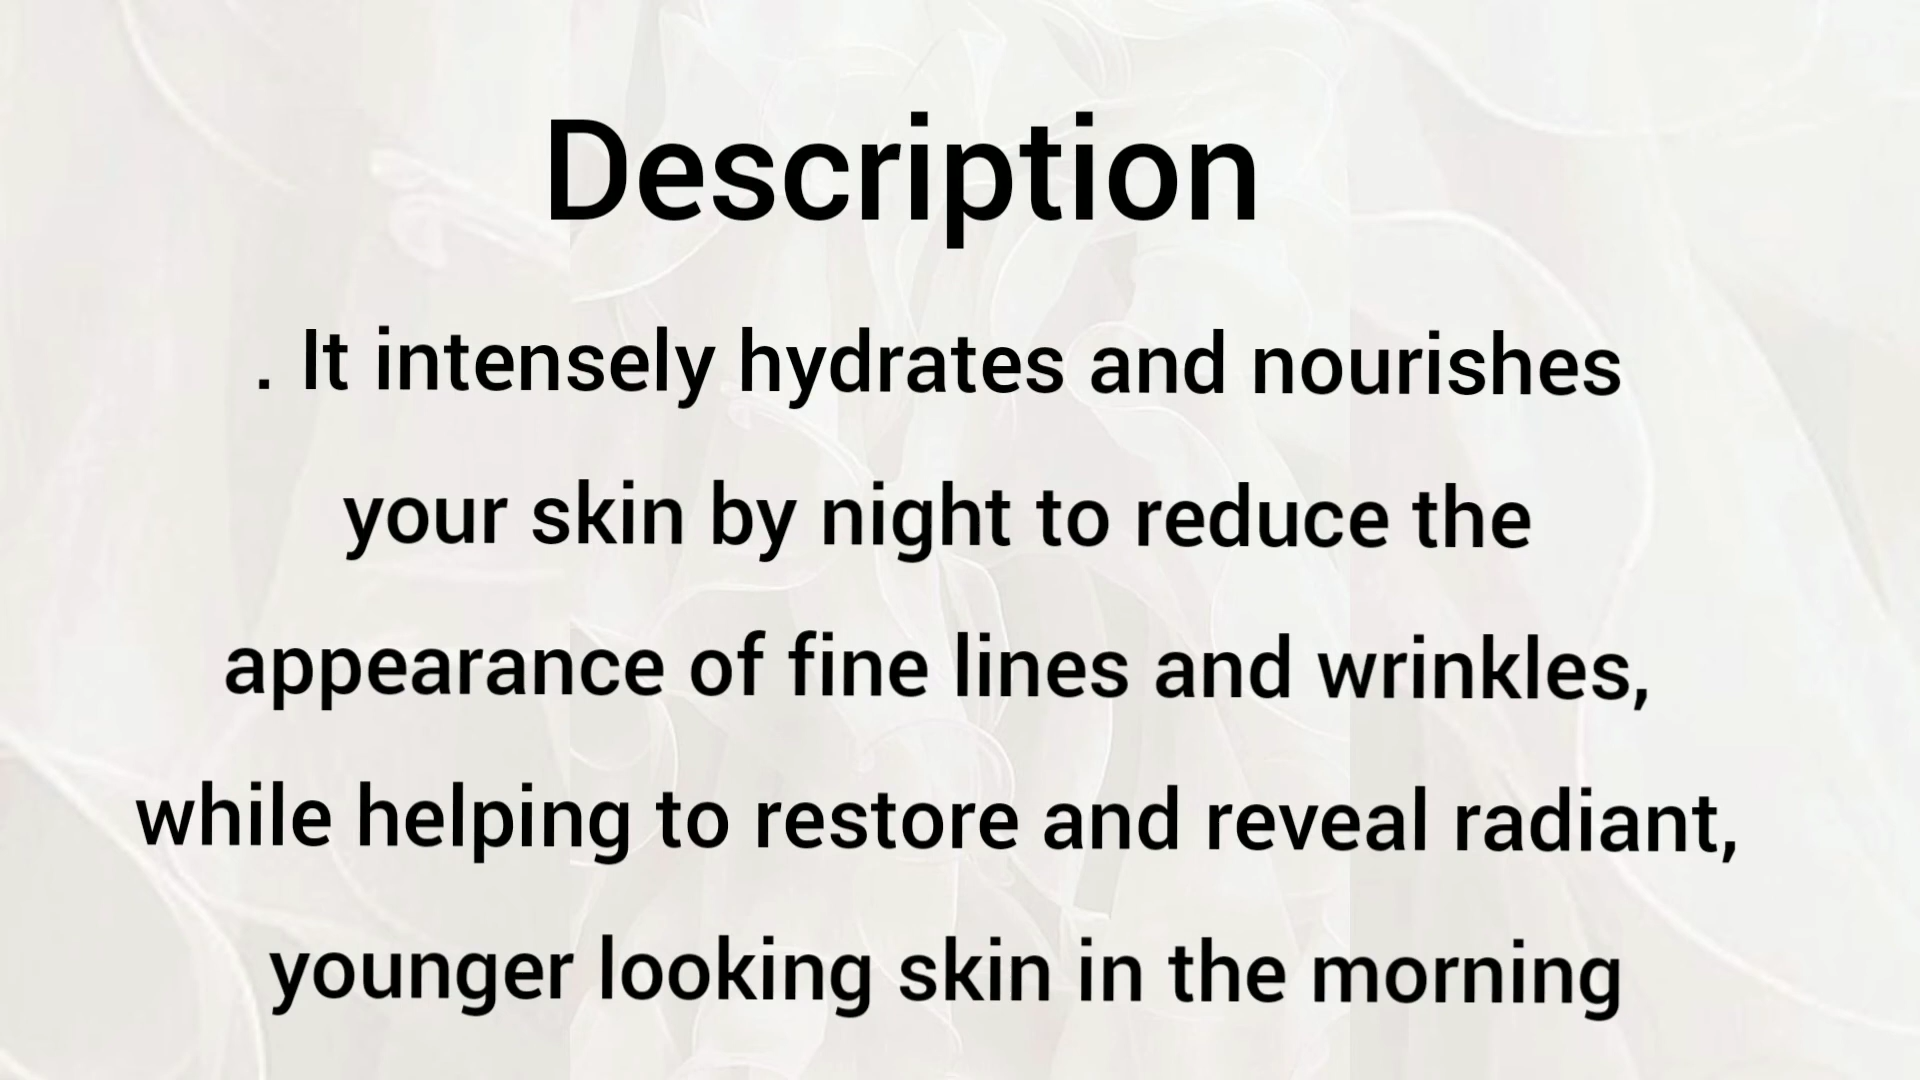 Description
. It intensely hydrates and nourishes
your skin by night to reduce the
appearance of fine lines and wrinkles,
while helping to restore and reveal radiant,
younger looking skin in the morning